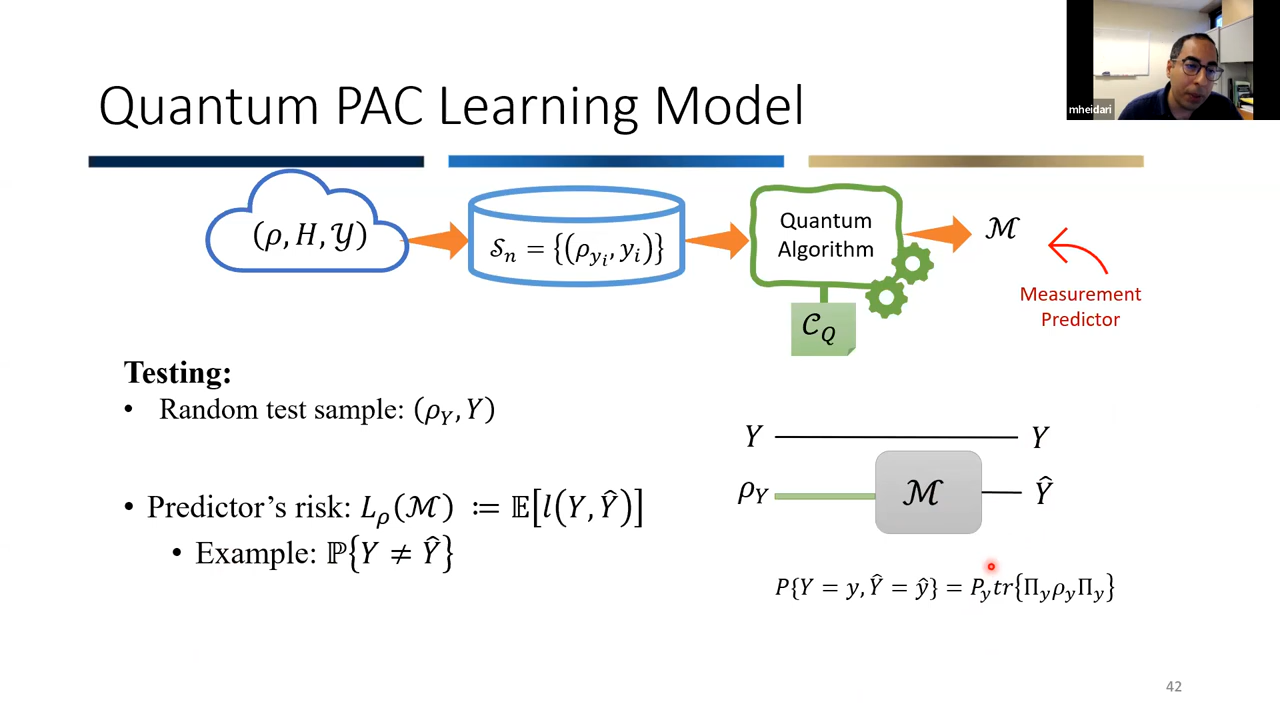 mheidari
Quantum PAC Learning Model
(ρ, H, 𝒴)
𝒮ₙ = {(ρ_{y_i}, y_i)}
Quantum
Algorithm
ℳ
𝒞_Q
Measurement
Predictor
Testing:
• Random test sample: (ρ_Y, Y)
• Predictor's risk: L_ρ(ℳ) ≔ 𝔼[l(Y, Ŷ)]
• Example: ℙ{Y ≠ Ŷ}
Y Y
ρ_Y ℳ Ŷ
P{Y = y, Ŷ = ŷ} = P_y tr{Π_y ρ_y Π_y}
42